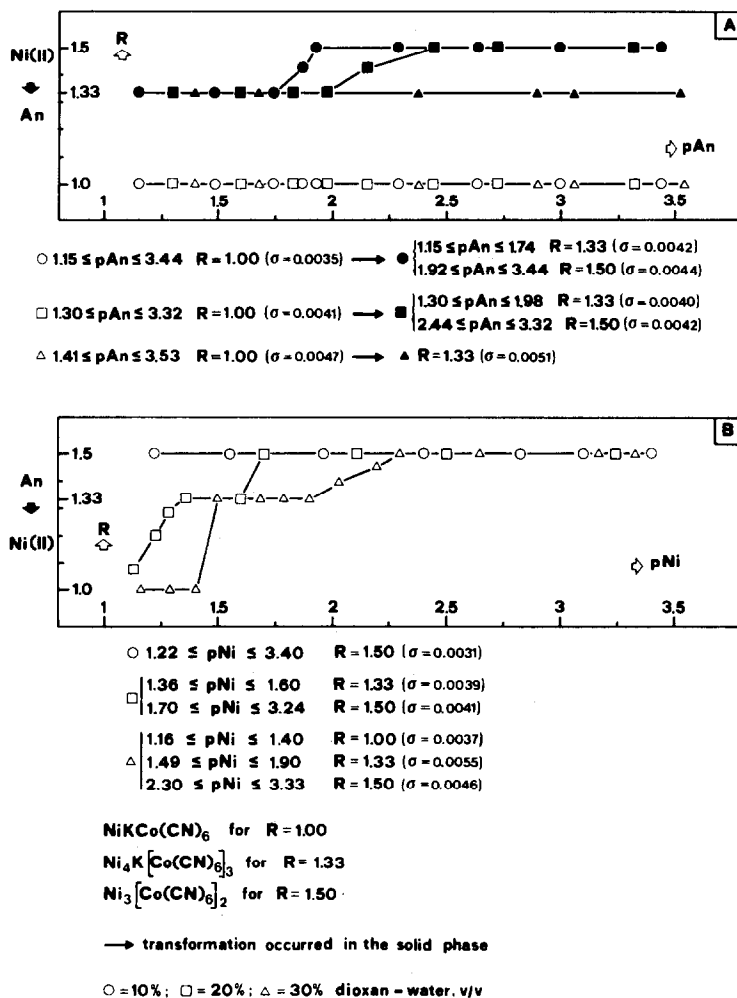 A
R
Ni(II)
An
1.5
1.33
1.0
pAn
1 1.5 2 2.5 3 3.5
○ 1.15 ≤ pAn ≤ 3.44 R = 1.00 (σ = 0.0035) → ● { 1.15 ≤ pAn ≤ 1.74 R = 1.33 (σ = 0.0042)
1.92 ≤ pAn ≤ 3.44 R = 1.50 (σ = 0.0044)
□ 1.30 ≤ pAn ≤ 3.32 R = 1.00 (σ = 0.0041) → ■ { 1.30 ≤ pAn ≤ 1.98 R = 1.33 (σ = 0.0040)
2.44 ≤ pAn ≤ 3.32 R = 1.50 (σ = 0.0042)
△ 1.41 ≤ pAn ≤ 3.53 R = 1.00 (σ = 0.0047) → ▲ R = 1.33 (σ = 0.0051)
B
An
Ni(II)
R
1.5
1.33
1.0
pNi
1 1.5 2 2.5 3 3.5
○ 1.22 ≤ pNi ≤ 3.40 R = 1.50 (σ = 0.0031)
□ | 1.36 ≤ pNi ≤ 1.60 R = 1.33 (σ = 0.0039)
1.70 ≤ pNi ≤ 3.24 R = 1.50 (σ = 0.0041)
1.16 ≤ pNi ≤ 1.40 R = 1.00 (σ = 0.0037)
△ | 1.49 ≤ pNi ≤ 1.90 R = 1.33 (σ = 0.0055)
2.30 ≤ pNi ≤ 3.33 R = 1.50 (σ = 0.0046)
NiKCo(CN)₆ for R = 1.00
Ni₄K[Co(CN)₆]₃ for R = 1.33
Ni₃[Co(CN)₆]₂ for R = 1.50
→ transformation occurred in the solid phase
○ = 10% ; □ = 20% ; △ = 30% dioxan – water, v/v